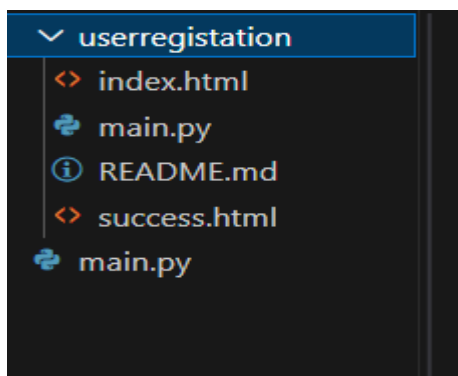 userregistation
index.html
main.py
README.md
success.html
main.py